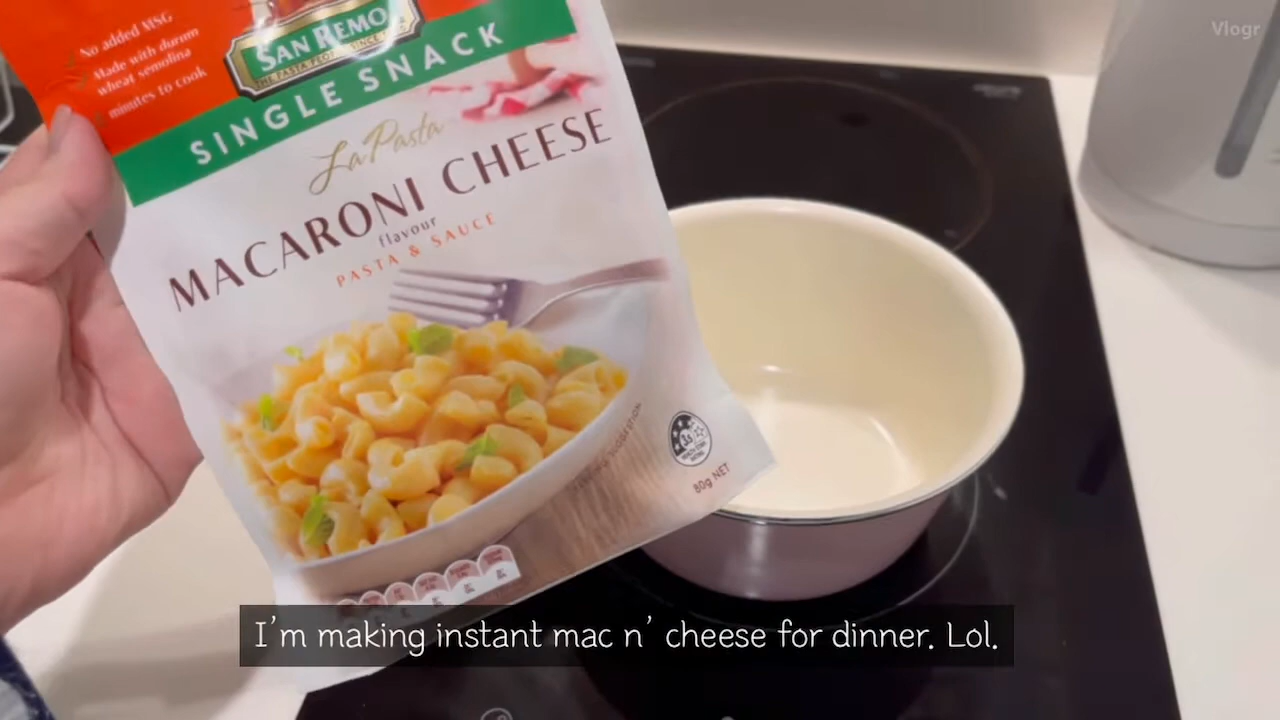 Vlogr
No added MSG
Made with durum
wheat semolina
minutes to cook
SAN REMO
SINGLE SNACK
La Pasta
MACARONI CHEESE
flavour
PASTA & SAUCE
80g NET
I'm making instant mac n' cheese for dinner. Lol.